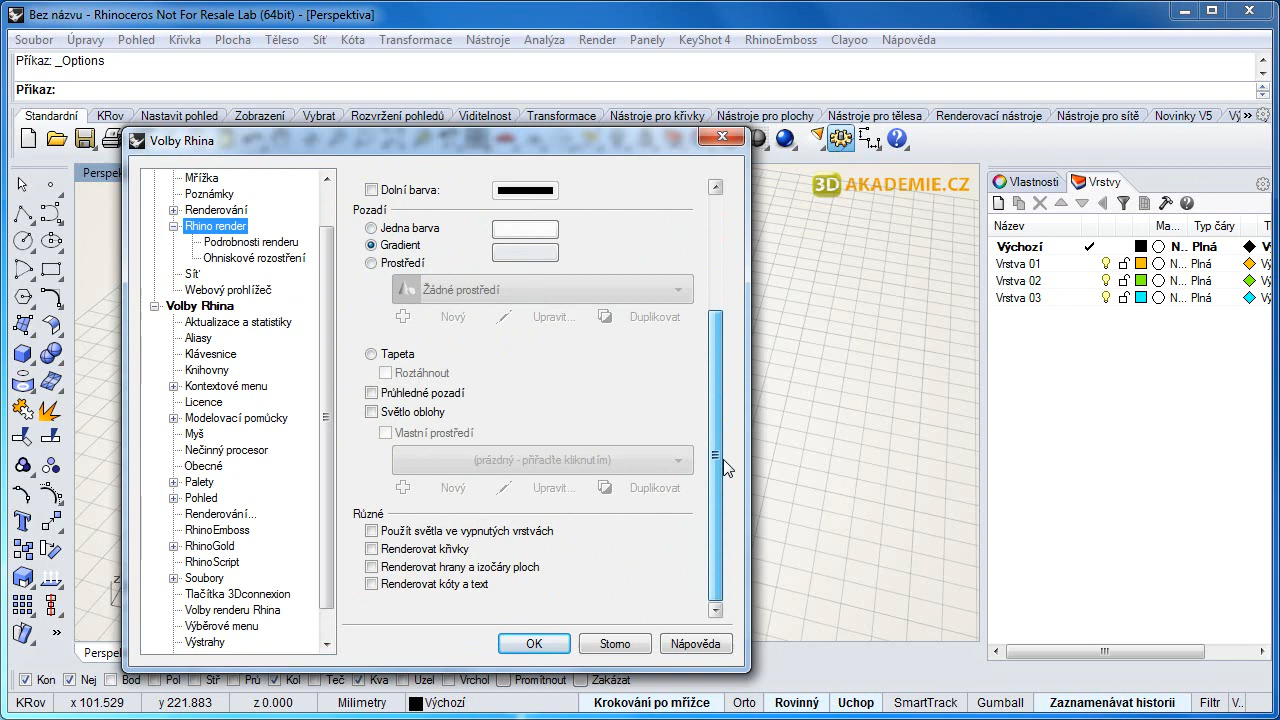 Bez názvu - Rhinoceros Not For Resale Lab (64bit) - [Perspektiva]
Soubor Úpravy Pohled Křivka Plocha Těleso Síť Kóta Transformace Nástroje Analýza Render Panely KeyShot 4 RhinoEmboss Clayoo Nápověda
Příkaz: _Options
Příkaz:
Standardní KRov Nastavit pohled Zobrazení Vybrat Rozvržení pohledů Viditelnost Transformace Nástroje pro křivky Nástroje pro plochy Nástroje pro tělesa Renderovací nástroje Nástroje pro sítě Novinky V5 Vý »
Volby Rhina
Perspel
3D AKADEMIE.CZ
Vlastnosti Vrstvy
Název Ma... Typ čáry
Výchozí N... Plná
Vrstva 01 N... Plná
Vrstva 02 N... Plná
Vrstva 03 N... Plná
Mřížka
Poznámky
Renderování
Rhino render
Podrobnosti renderu
Ohniskové rozostření
Síť
Webový prohlížeč
Volby Rhina
Aktualizace a statistiky
Aliasy
Klávesnice
Knihovny
Kontextové menu
Licence
Modelovací pomůcky
Myš
Nečinný procesor
Obecné
Palety
Pohled
Renderování...
RhinoEmboss
RhinoGold
RhinoScript
Soubory
Tlačítka 3Dconnexion
Volby renderu Rhina
Výběrové menu
Výstrahy
Dolní barva:
Pozadí
Jedna barva
Gradient
Prostředí
Žádné prostředí
Nový Upravit... Duplikovat
Tapeta
Roztáhnout
Průhledné pozadí
Světlo oblohy
Vlastní prostředí
(prázdný - přiřaďte kliknutím)
Nový Upravit... Duplikovat
Různé
Použít světla ve vypnutých vrstvách
Renderovat křivky
Renderovat hrany a izočáry ploch
Renderovat kóty a text
OK Storno Nápověda
Perspel
Kon Nej Bod Pol Stř Prů Kol Teč Kva Uzel Vrchol Promítnout Zakázat
KRov x 101.529 y 221.883 z 0.000 Milimetry Výchozí Krokování po mřížce Orto Rovinný Uchop SmartTrack Gumball Zaznamenávat historii Filtr V..